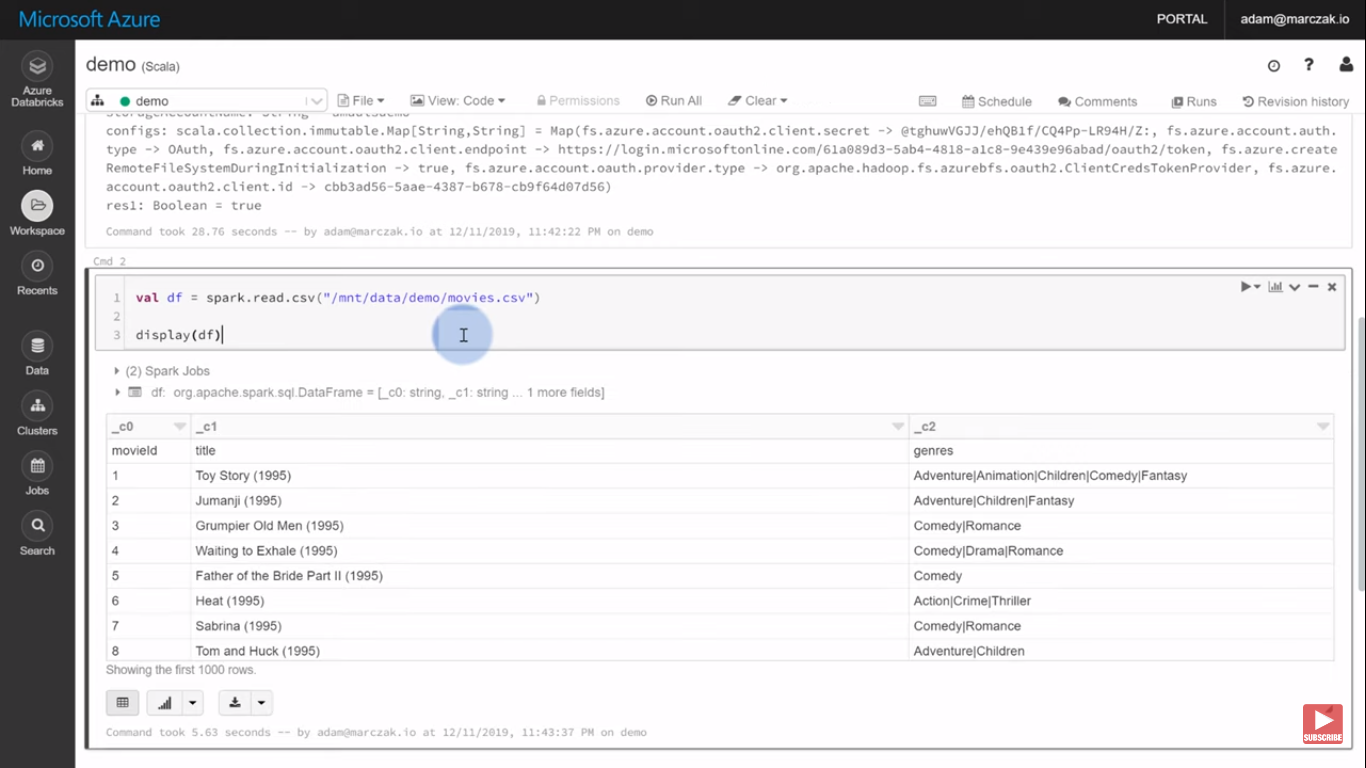 Microsoft Azure
PORTAL
adam@marczak.io
Azure Databricks
Home
Workspace
Recents
Data
Clusters
Jobs
Search
demo (Scala)
demo
File
View: Code
Permissions
Run All
Clear
Schedule
Comments
Runs
Revision history
configs: scala.collection.immutable.Map[String,String] = Map(fs.azure.account.oauth2.client.secret -> @tghuwVGJJ/ehQB1f/CQ4Pp-LR94H/Z:, fs.azure.account.auth.
type -> OAuth, fs.azure.account.oauth2.client.endpoint -> https://login.microsoftonline.com/61a089d3-5ab4-4818-a1c8-9e439e96abad/oauth2/token, fs.azure.create
RemoteFileSystemDuringInitialization -> true, fs.azure.account.oauth.provider.type -> org.apache.hadoop.fs.azurebfs.oauth2.ClientCredsTokenProvider, fs.azure.
account.oauth2.client.id -> cbb3ad56-5aae-4387-b678-cb9f64d07d56)
res1: Boolean = true
Command took 28.76 seconds -- by adam@marczak.io at 12/11/2019, 11:42:22 PM on demo
Cmd 2
1 val df = spark.read.csv("/mnt/data/demo/movies.csv")
2
3 display(df)
(2) Spark Jobs
df: org.apache.spark.sql.DataFrame = [_c0: string, _c1: string ... 1 more fields]
_c0 _c1 _c2
movieId title genres
1 Toy Story (1995) Adventure|Animation|Children|Comedy|Fantasy
2 Jumanji (1995) Adventure|Children|Fantasy
3 Grumpier Old Men (1995) Comedy|Romance
4 Waiting to Exhale (1995) Comedy|Drama|Romance
5 Father of the Bride Part II (1995) Comedy
6 Heat (1995) Action|Crime|Thriller
7 Sabrina (1995) Comedy|Romance
8 Tom and Huck (1995) Adventure|Children
Showing the first 1000 rows.
Command took 5.63 seconds -- by adam@marczak.io at 12/11/2019, 11:43:37 PM on demo
SUBSCRIBE